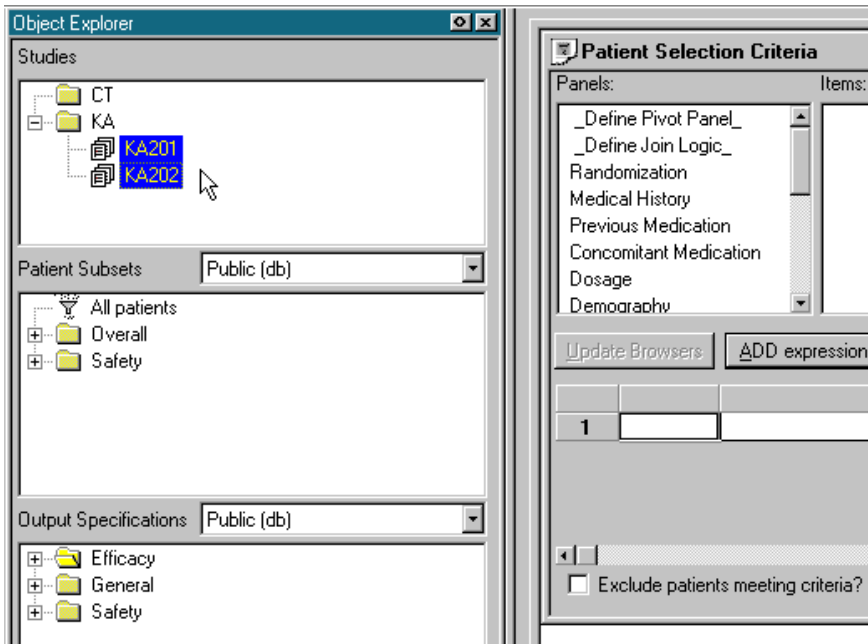 Object Explorer
Studies
CT
KA
KA201
KA202
Patient Subsets
Public (db)
All patients
Overall
Safety
Output Specifications
Public (db)
Efficacy
General
Safety
Patient Selection Criteria
Panels:
Items:
_Define Pivot Panel_
_Define Join Logic_
Randomization
Medical History
Previous Medication
Concomitant Medication
Dosage
Demography
Update Browsers
ADD expression
1
Exclude patients meeting criteria?